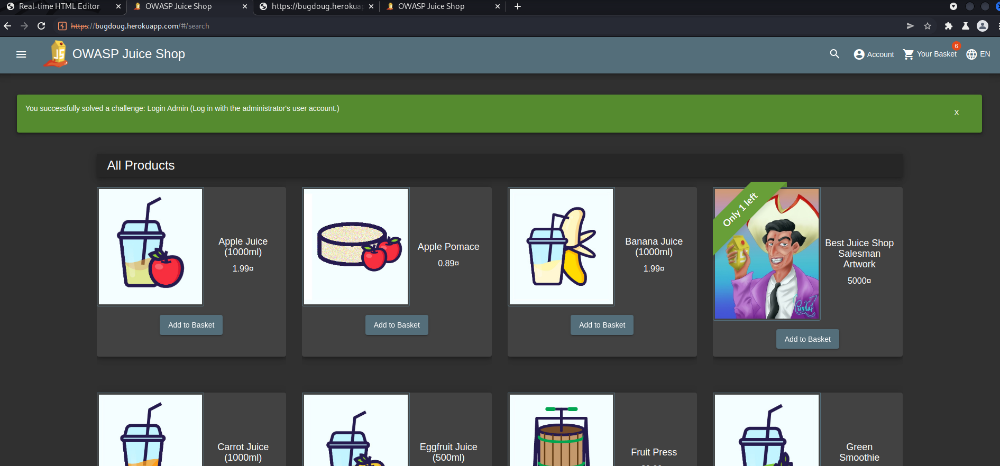 Real-time HTML Editor
OWASP Juice Shop
https://bugdoug.herokuap
OWASP Juice Shop
https://bugdoug.herokuapp.com/#/search
JS
OWASP Juice Shop
Account
Your Basket
6
EN
You successfully solved a challenge: Login Admin (Log in with the administrator's user account.)
X
All Products
Apple Juice
(1000ml)
1.99¤
Add to Basket
Apple Pomace
0.89¤
Add to Basket
Banana Juice
(1000ml)
1.99¤
Add to Basket
Only 1 left
Best Juice Shop
Salesman
Artwork
5000¤
Add to Basket
Carrot Juice
(1000ml)
Eggfruit Juice
(500ml)
Fruit Press
Green
Smoothie